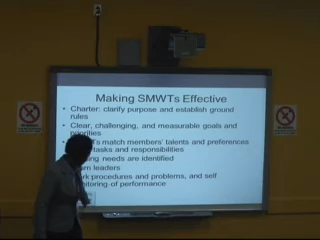 Making SMWTs Effective
• Charter: clarify purpose and establish ground
rules
• Clear, challenging, and measurable goals and
priorities
match members' talents and preferences
tasks and responsibilities
needs are identified
leaders
procedures and problems, and self
of performance